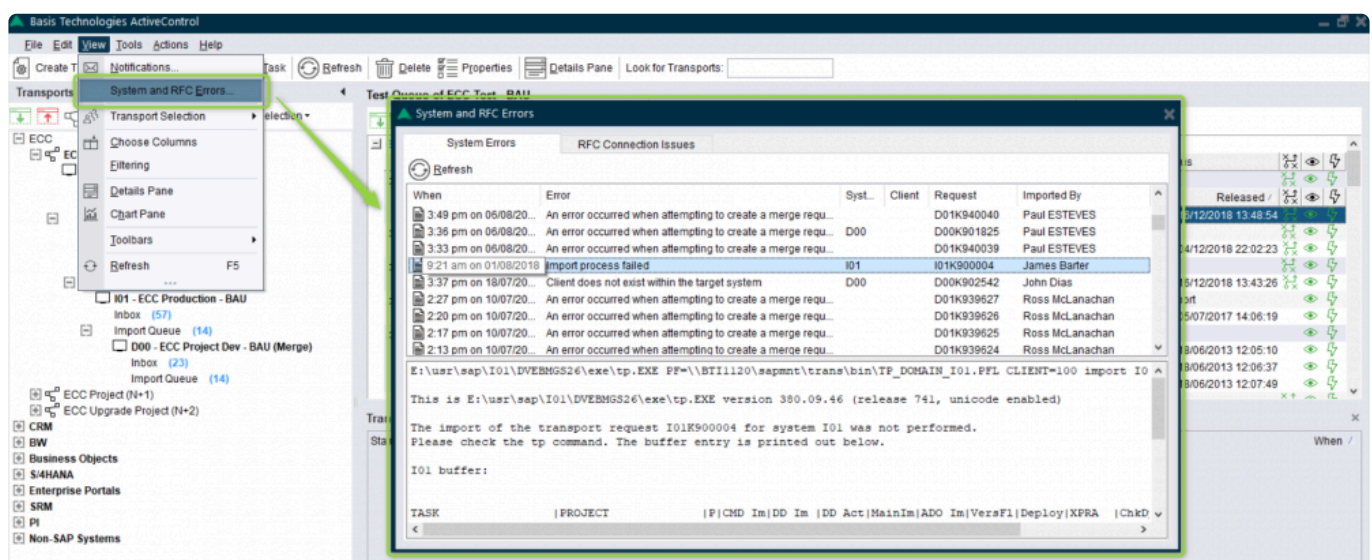 Basis Technologies ActiveControl
File Edit View Tools Actions Help
Create T Task Refresh Delete Properties Details Pane Look for Transports:
Notifications...
System and RFC Errors...
Transport Selection
Choose Columns
Filtering
Details Pane
Chart Pane
Toolbars
Refresh F5
...
Transports
election
Test Queue of ECC Test - BAU
ECC
EC
I01 - ECC Production - BAU
Inbox (57)
Import Queue (14)
D00 - ECC Project Dev - BAU (Merge)
Inbox (23)
Import Queue (14)
ECC Project (N+1)
ECC Upgrade Project (N+2)
CRM
BW
Business Objects
S/4HANA
Enterprise Portals
SRM
PI
Non-SAP Systems
System and RFC Errors
System Errors RFC Connection Issues
Refresh
When Error Syst... Client Request Imported By
3:49 pm on 06/08/20... An error occurred when attempting to create a merge requ... D01K940040 Paul ESTEVES
3:36 pm on 06/08/20... An error occurred when attempting to create a merge requ... D00 D00K901825 Paul ESTEVES
3:33 pm on 06/08/20... An error occurred when attempting to create a merge requ... D01K940039 Paul ESTEVES
9:21 am on 01/08/2018 Import process failed I01 I01K900004 James Barter
3:37 pm on 18/07/20... Client does not exist within the target system D00 D00K902542 John Dias
2:27 pm on 10/07/20... An error occurred when attempting to create a merge requ... D01K939627 Ross McLanachan
2:20 pm on 10/07/20... An error occurred when attempting to create a merge requ... D01K939626 Ross McLanachan
2:17 pm on 10/07/20... An error occurred when attempting to create a merge requ... D01K939625 Ross McLanachan
2:13 pm on 10/07/20... An error occurred when attempting to create a merge requ... D01K939624 Ross McLanachan
E:\usr\sap\I01\DVEBMGS26\exe\tp.EXE PF=\\BTI1120\sapmnt\trans\bin\TP_DOMAIN_I01.PFL CLIENT=100 import I0
This is E:\usr\sap\I01\DVEBMGS26\exe\tp.EXE version 380.09.46 (release 741, unicode enabled)
The import of the transport request I01K900004 for system I01 was not performed.
Please check the tp command. The buffer entry is printed out below.
I01 buffer:
TASK |PROJECT |P|CMD Im|DD Im |DD Act|MainIm|ADO Im|VersFl|Deploy|XPRA |ChkD
us
Released /
6/12/2018 13:48:54
4/12/2018 22:02:23
6/12/2018 13:43:26
ort
05/07/2017 14:06:19
8/06/2013 12:05:10
8/06/2013 12:06:37
8/06/2013 12:07:49
Tran
Sta
When /